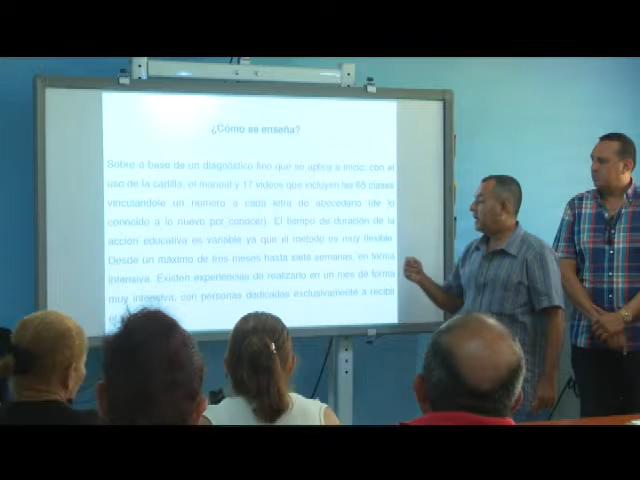 ¿Cómo se enseña?
Sobre a base de un diagnóstico fino que se aplica a inicio, con el
uso de la cartilla, el manual y 17 videos que incluyen las 65 clases
vinculandole un número a cada letra de abecedario (de lo
conocido a lo nuevo por conocer). El tiempo de duración de la
acción educativa es variable ya que el metodo es muy flexible.
Desde un máximo de tres meses hasta siete semanas, en forma
intensiva. Existen experiencias de realizarlo en un mes de forma
muy intensiva, con personas dedicadas exclusivamente a recibir